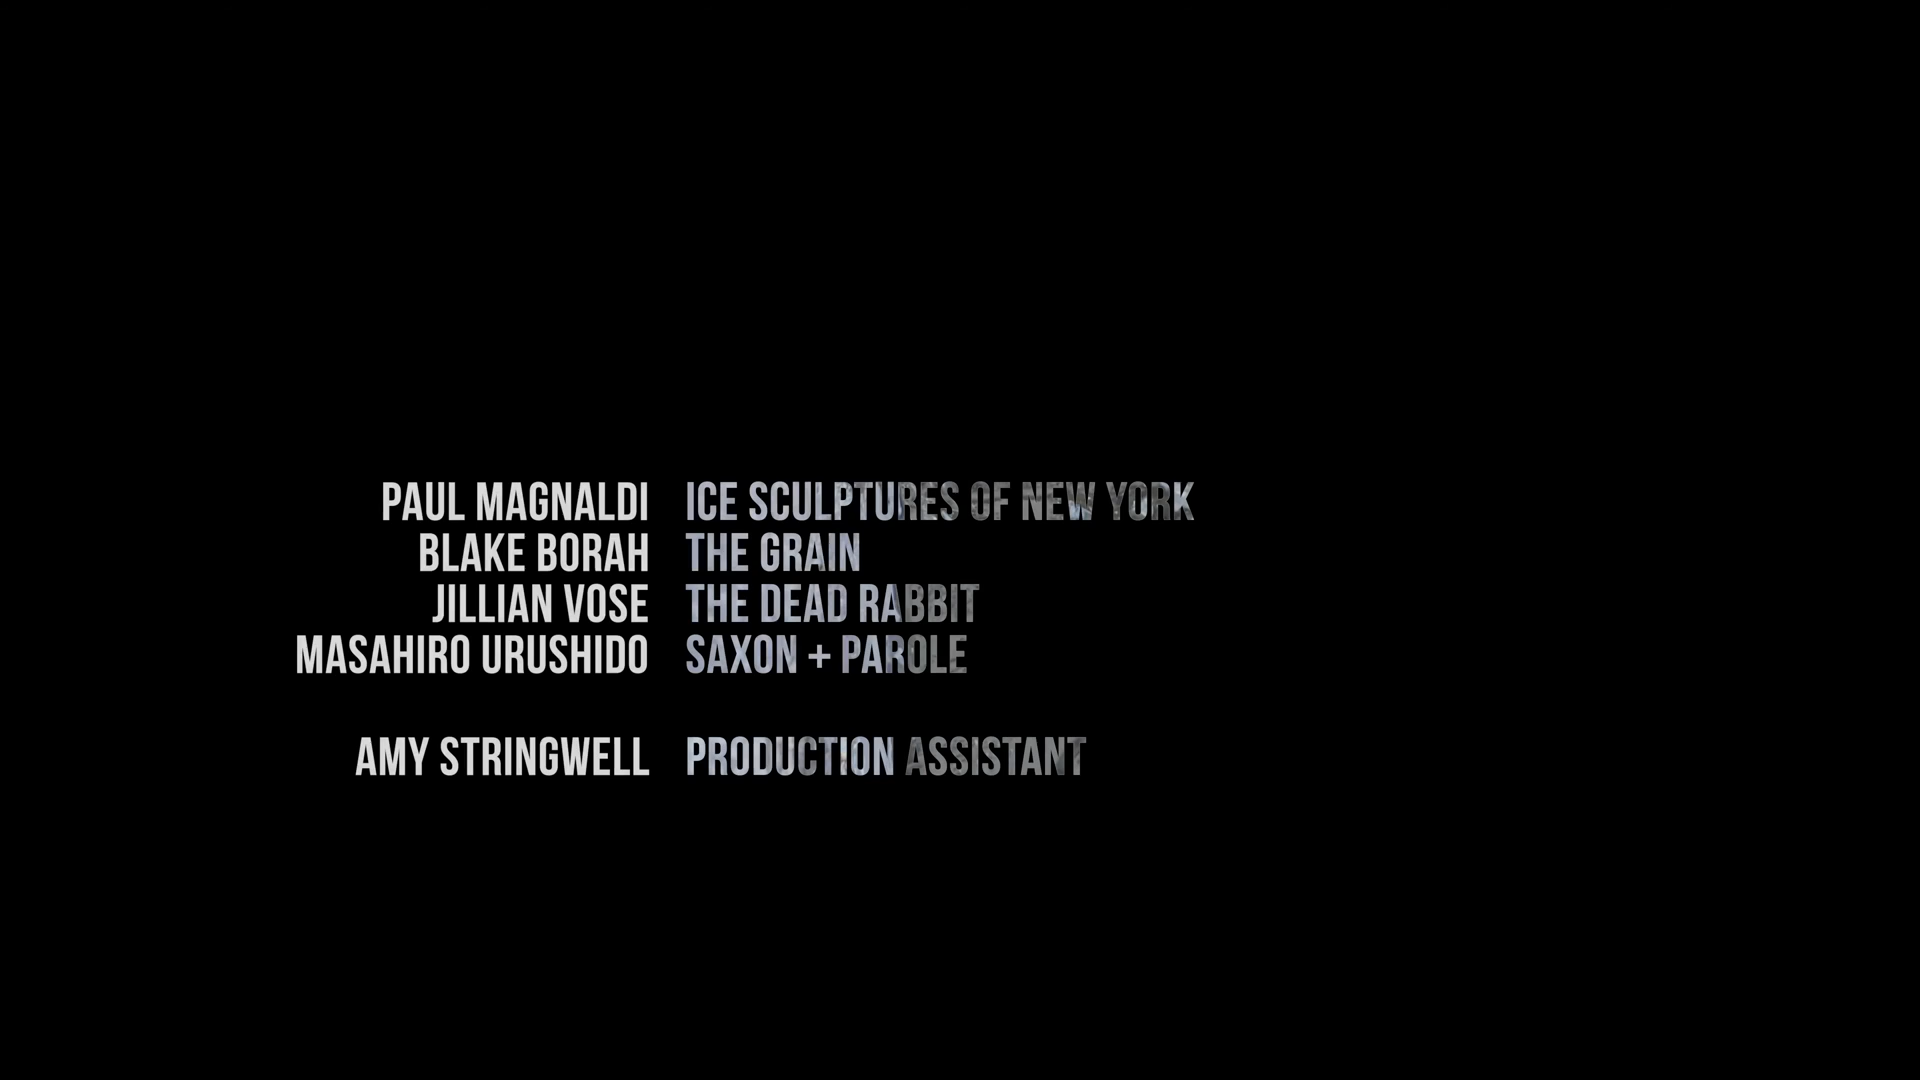 PAUL MAGNALDI ICE SCULPTURES OF NEW YORK
BLAKE BORAH THE GRAIN
JILLIAN VOSE THE DEAD RABBIT
MASAHIRO URUSHIDO SAXON + PAROLE
AMY STRINGWELL PRODUCTION ASSISTANT